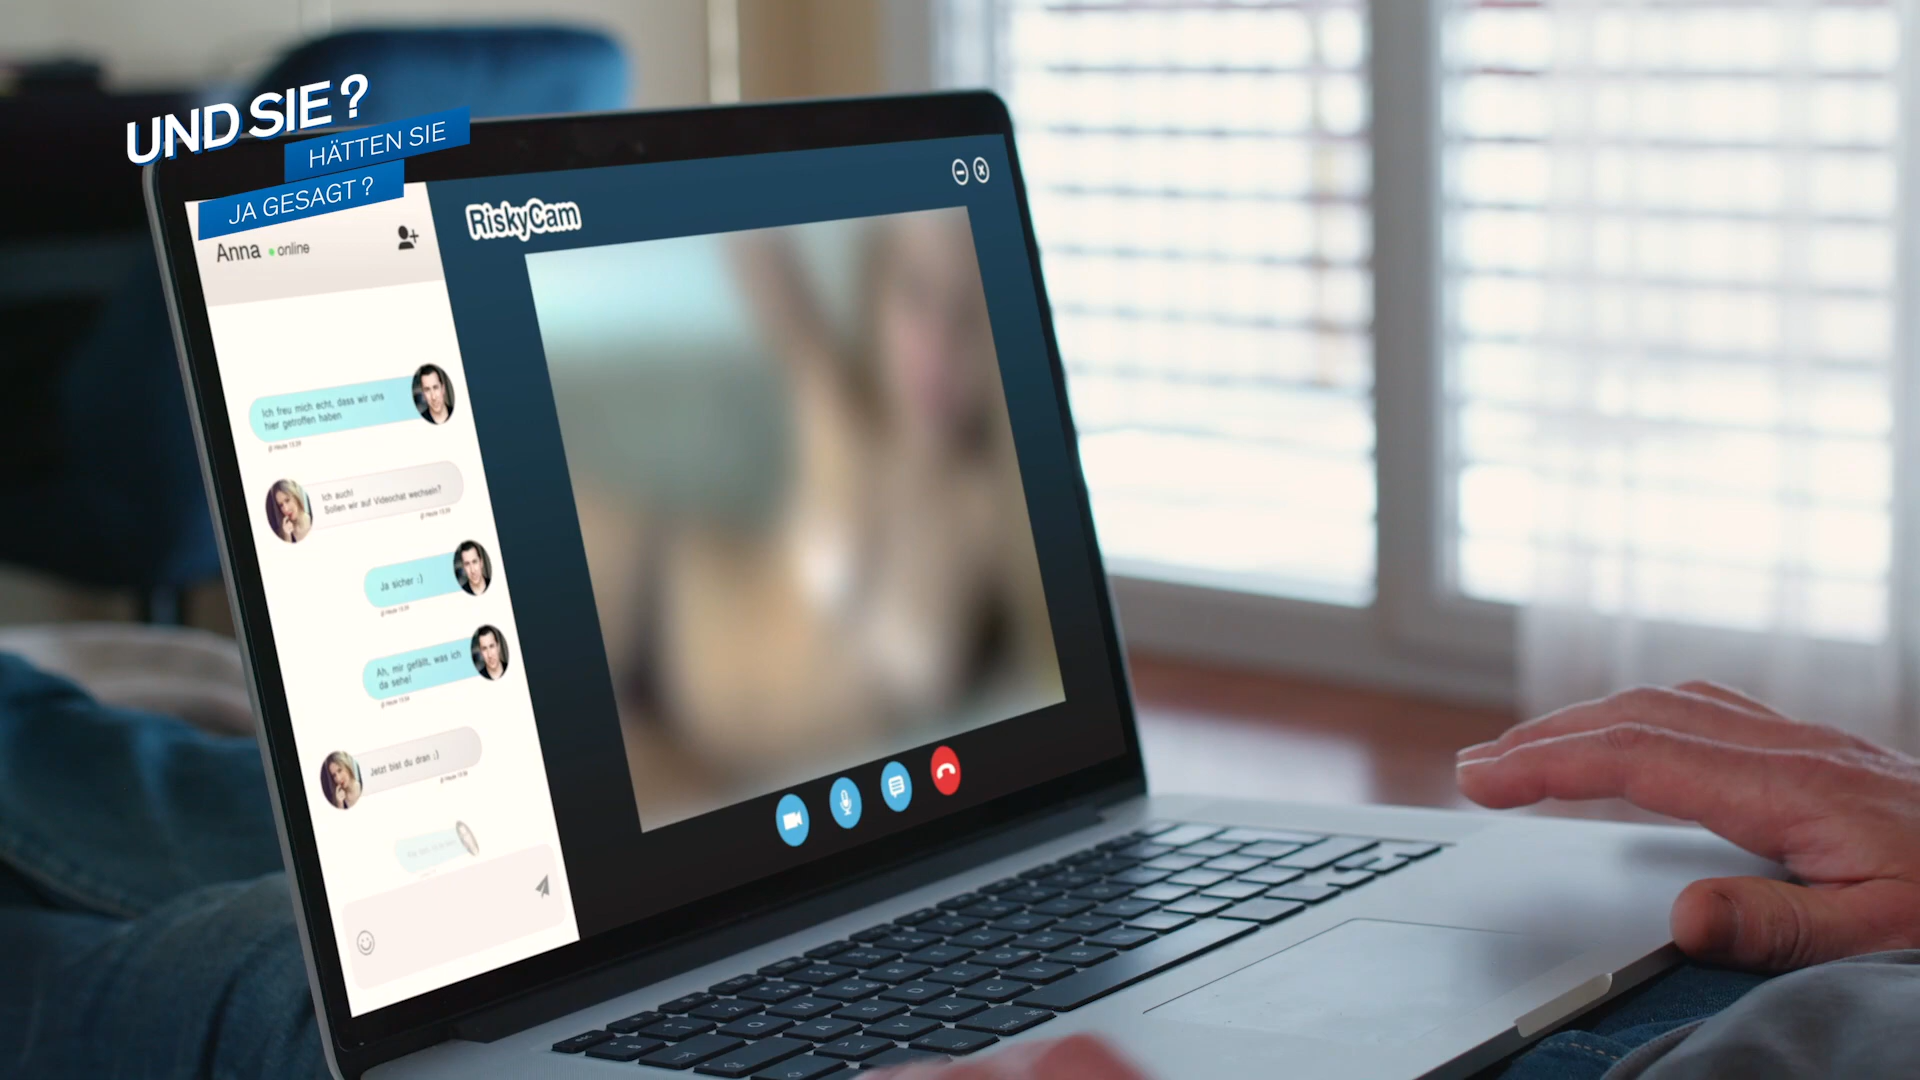 UND SIE?
HÄTTEN SIE
JA GESAGT?
Anna online
RiskyCam
Ich freu mich echt, dass wir uns
hier getroffen haben
Ich auch!
Sollen wir auf Videochat wechseln?
Ja sicher :)
Ah, mir gefällt, was ich
da sehe!
Jetzt bist du dran :)